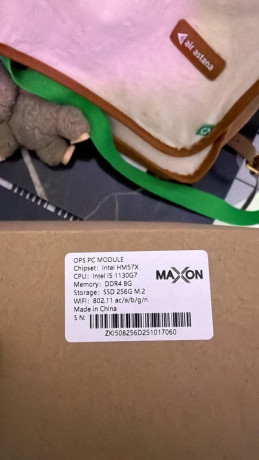 air astana
OPS PC MODULE
Chipset: Intel HM57X
CPU: Intel I5 1130G7
Memory: DDR4 8G
Storage: SSD 256G M.2
WiFi: 802.11 ac/a/b/g/n
Made in China
S N:
MAXON
ZKI508256D251017060